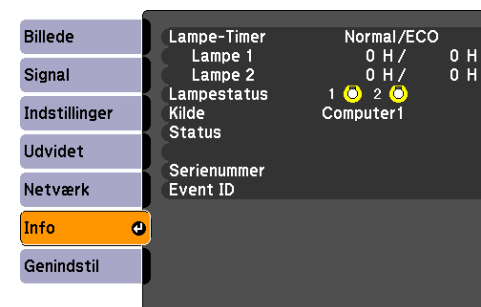 Billede
Signal
Indstillinger
Udvidet
Netværk
Info
Genindstil
Lampe-Timer Normal/ECO
Lampe 1 0 H/ 0 H
Lampe 2 0 H/ 0 H
Lampestatus 1 2
Kilde Computer1
Status
Serienummer
Event ID